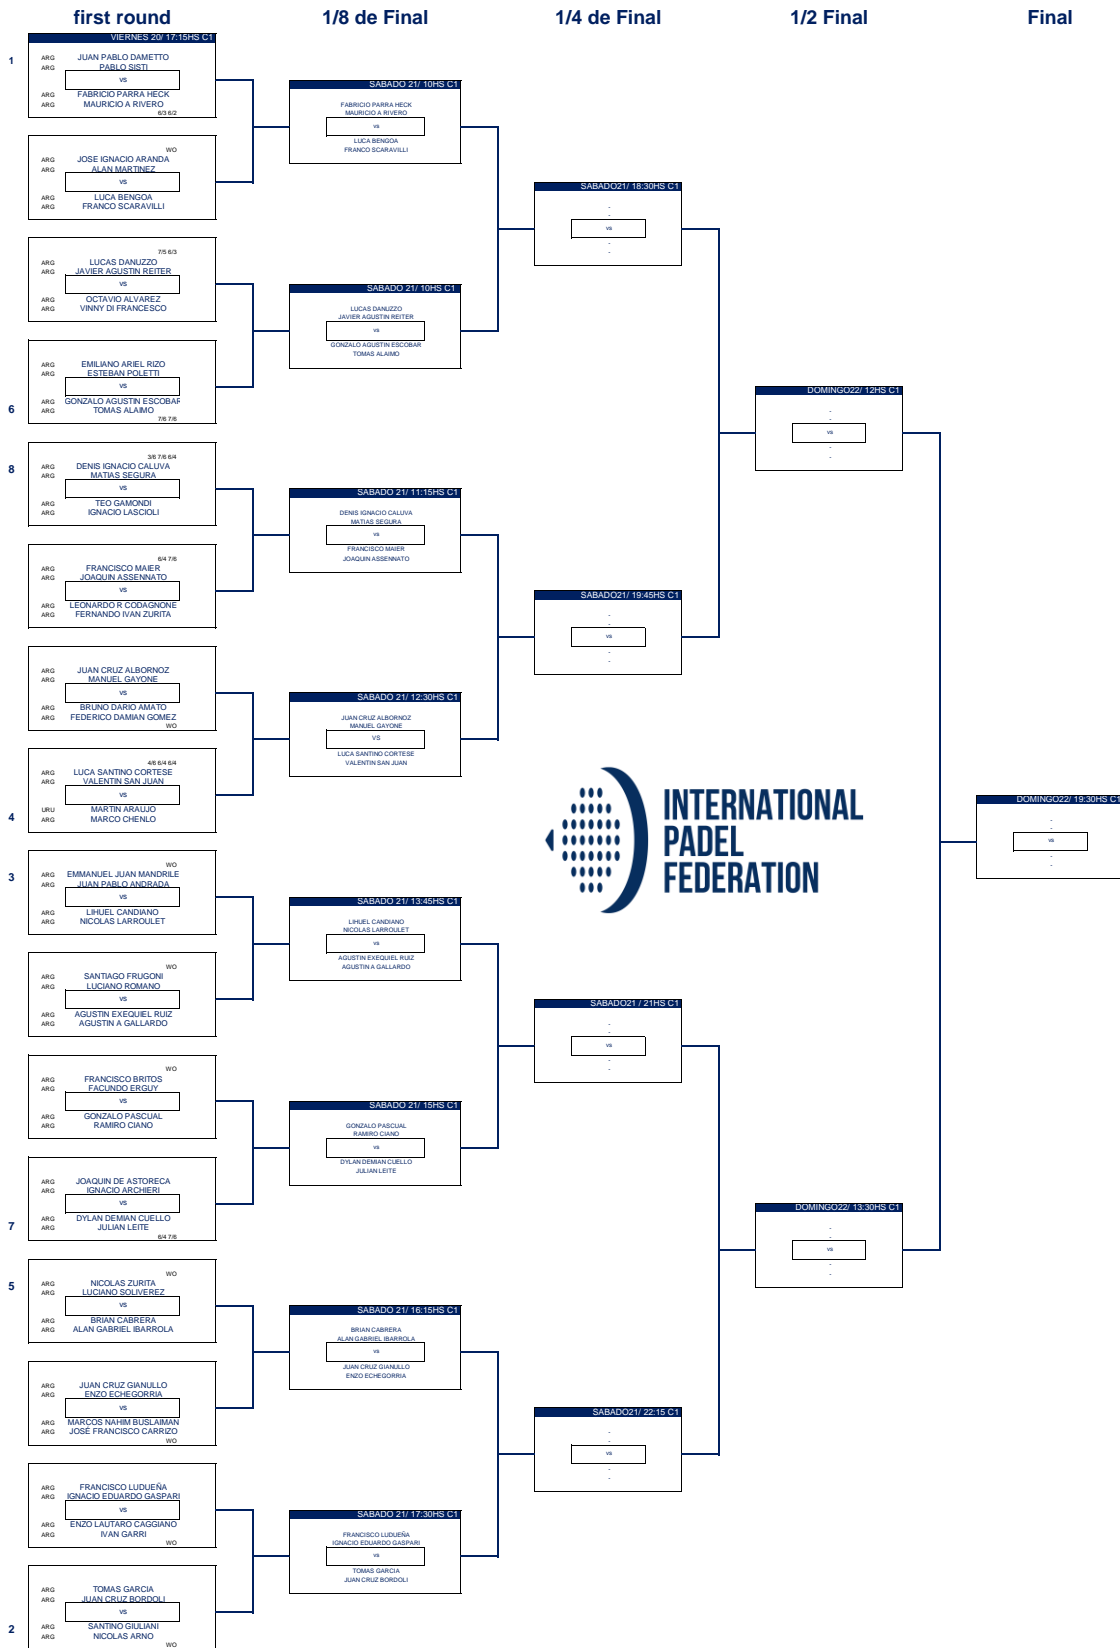 first round
1/8 de Final
1/4 de Final
1/2 Final
Final
VIERNES 20/ 17:15HS C1
1
ARG JUAN PABLO DAMETTO
ARG PABLO SISTI
vs
ARG FABRICIO PARRA HECK
ARG MAURICIO A RIVERO
6/3 6/2
WO
ARG JOSE IGNACIO ARANDA
ARG ALAN MARTINEZ
vs
ARG LUCA BENGOA
ARG FRANCO SCARAVILLI
7/5 6/3
ARG LUCAS DANUZZO
ARG JAVIER AGUSTIN REITER
vs
ARG OCTAVIO ALVAREZ
ARG VINNY DI FRANCESCO
ARG EMILIANO ARIEL RIZO
ARG ESTEBAN POLETTI
vs
ARG GONZALO AGUSTIN ESCOBAR
6 ARG TOMAS ALAIMO
7/6 7/6
3/6 7/6 6/4
8 ARG DENIS IGNACIO CALUVA
ARG MATIAS SEGURA
vs
ARG TEO GAMONDI
ARG IGNACIO LASCIOLI
6/4 7/6
ARG FRANCISCO MAIER
ARG JOAQUIN ASSENNATO
vs
ARG LEONARDO R CODAGNONE
ARG FERNANDO IVAN ZURITA
ARG JUAN CRUZ ALBORNOZ
ARG MANUEL GAYONE
vs
ARG BRUNO DARIO AMATO
ARG FEDERICO DAMIAN GOMEZ
WO
4/6 6/4 6/4
ARG LUCA SANTINO CORTESE
ARG VALENTIN SAN JUAN
vs
URU MARTIN ARAUJO
4 ARG MARCO CHENLO
WO
3 ARG EMMANUEL JUAN MANDRILE
ARG JUAN PABLO ANDRADA
vs
ARG LIHUEL CANDIANO
ARG NICOLAS LARROULET
WO
ARG SANTIAGO FRUGONI
ARG LUCIANO ROMANO
vs
ARG AGUSTIN EXEQUIEL RUIZ
ARG AGUSTIN A GALLARDO
WO
ARG FRANCISCO BRITOS
ARG FACUNDO ERGUY
vs
ARG GONZALO PASCUAL
ARG RAMIRO CIANO
ARG JOAQUIN DE ASTORECA
ARG IGNACIO ARCHIERI
vs
ARG DYLAN DEMIAN CUELLO
7 ARG JULIAN LEITE
6/4 7/6
WO
5 ARG NICOLAS ZURITA
ARG LUCIANO SOLIVEREZ
vs
ARG BRIAN CABRERA
ARG ALAN GABRIEL IBARROLA
ARG JUAN CRUZ GIANULLO
ARG ENZO ECHEGORRIA
vs
ARG MARCOS NAHIM BUSLAIMAN
ARG JOSÉ FRANCISCO CARRIZO
WO
ARG FRANCISCO LUDUEÑA
ARG IGNACIO EDUARDO GASPARI
vs
ARG ENZO LAUTARO CAGGIANO
ARG IVAN GARRI
WO
ARG TOMAS GARCIA
ARG JUAN CRUZ BORDOLI
vs
ARG SANTINO GIULIANI
2 ARG NICOLAS ARNO
WO
SABADO 21/ 10HS C1
FABRICIO PARRA HECK
MAURICIO A RIVERO
vs
LUCA BENGOA
FRANCO SCARAVILLI
SABADO 21/ 10HS C1
LUCAS DANUZZO
JAVIER AGUSTIN REITER
vs
GONZALO AGUSTIN ESCOBAR
TOMAS ALAIMO
SABADO 21/ 11:15HS C1
DENIS IGNACIO CALUVA
MATIAS SEGURA
vs
FRANCISCO MAIER
JOAQUIN ASSENNATO
SABADO 21/ 12:30HS C1
JUAN CRUZ ALBORNOZ
MANUEL GAYONE
VS
LUCA SANTINO CORTESE
VALENTIN SAN JUAN
SABADO 21/ 13:45HS C1
LIHUEL CANDIANO
NICOLAS LARROULET
vs
AGUSTIN EXEQUIEL RUIZ
AGUSTIN A GALLARDO
SABADO 21/ 15HS C1
GONZALO PASCUAL
RAMIRO CIANO
vs
DYLAN DEMIAN CUELLO
JULIAN LEITE
SABADO 21/ 16:15HS C1
BRIAN CABRERA
ALAN GABRIEL IBARROLA
vs
JUAN CRUZ GIANULLO
ENZO ECHEGORRIA
SABADO 21/ 17:30HS C1
FRANCISCO LUDUEÑA
IGNACIO EDUARDO GASPARI
vs
TOMAS GARCIA
JUAN CRUZ BORDOLI
SABADO21/ 18:30HS C1
-
-
vs
-
-
SABADO21/ 19:45HS C1
-
-
vs
-
-
SABADO21 / 21HS C1
-
-
vs
-
-
SABADO21/ 22:15 C1
-
-
vs
-
-
DOMINGO22/ 12HS C1
-
-
vs
-
-
DOMINGO22/ 13:30HS C1
-
-
vs
-
-
DOMINGO22/ 19:30HS C1
-
-
vs
-
-
INTERNATIONAL
PADEL
FEDERATION